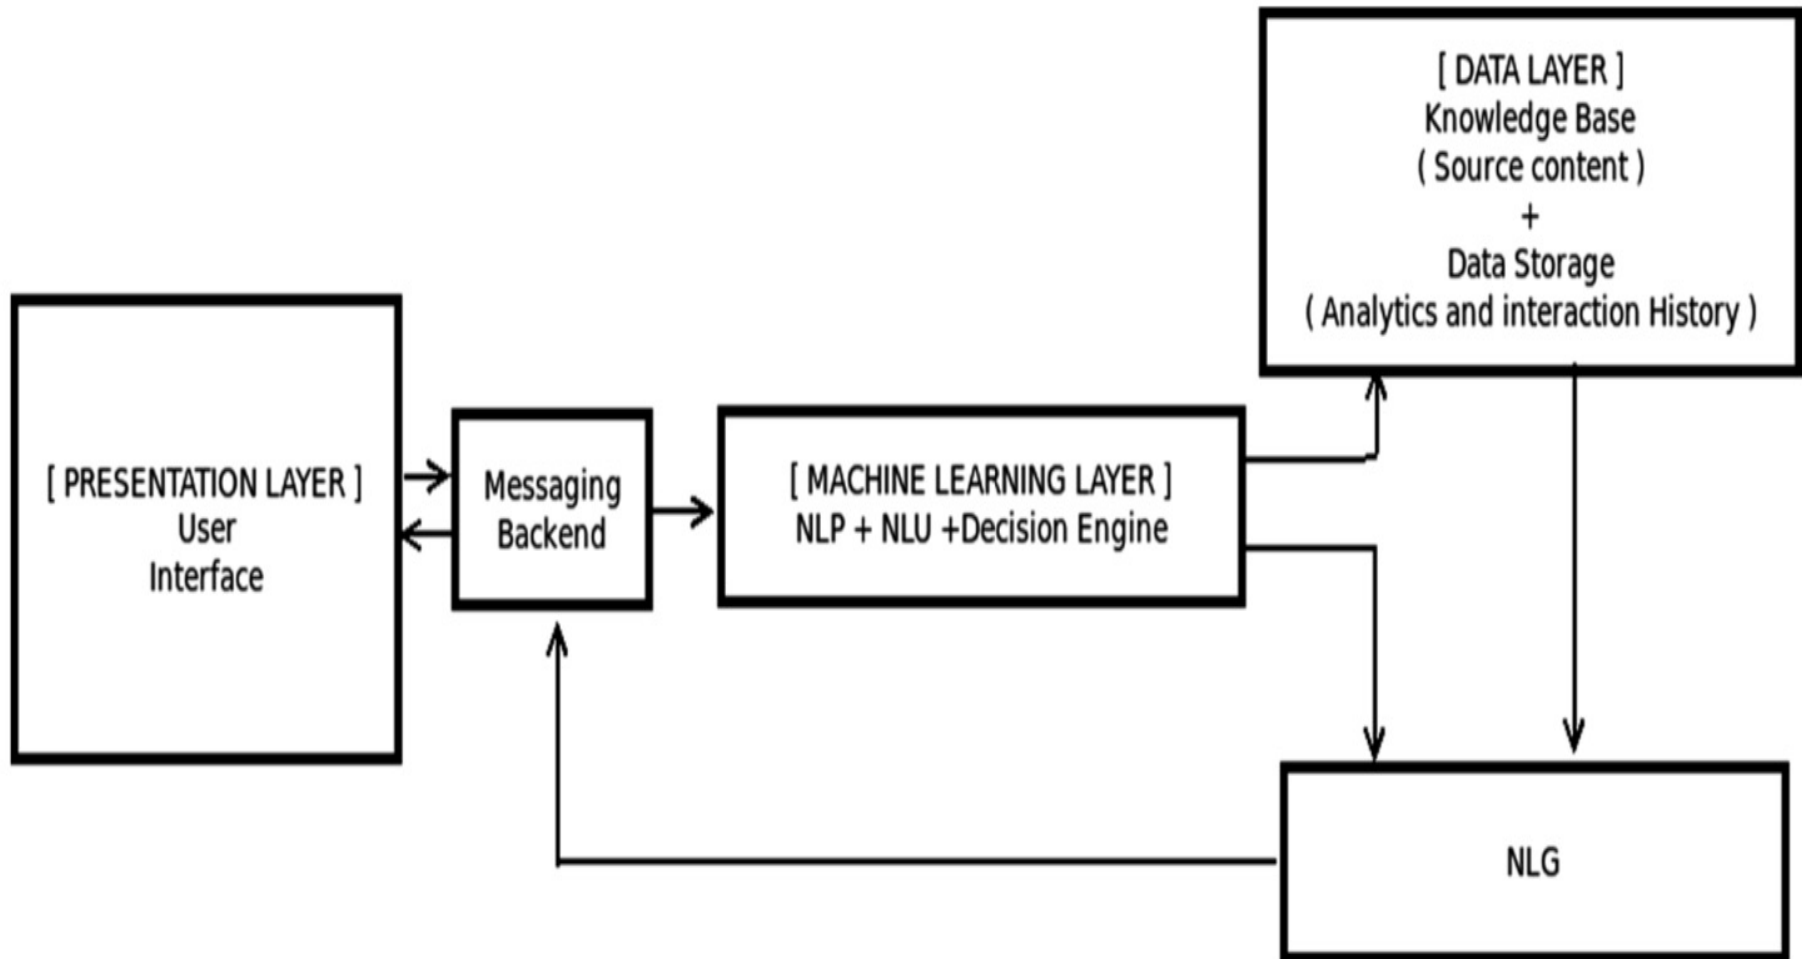 [ PRESENTATION LAYER ]
User
Interface
Messaging
Backend
[ MACHINE LEARNING LAYER ]
NLP + NLU +Decision Engine
[ DATA LAYER ]
Knowledge Base
( Source content )
+
Data Storage
( Analytics and interaction History )
NLG